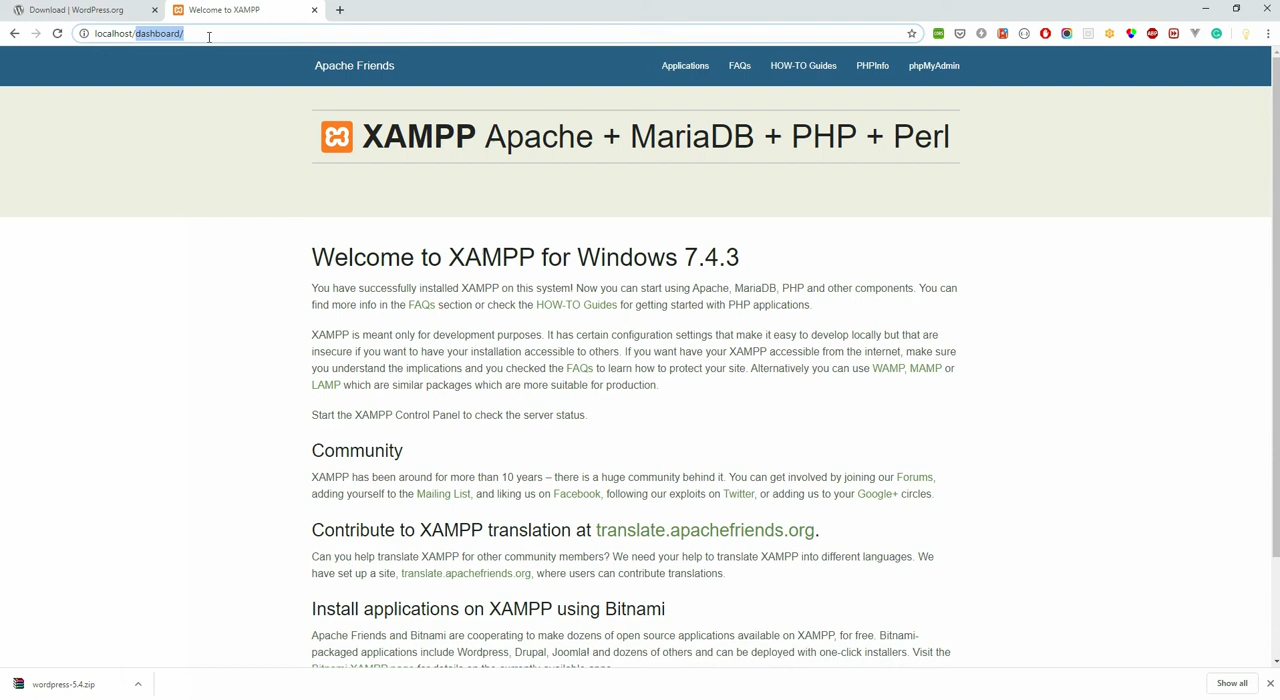 Download | WordPress.org
Welcome to XAMPP
localhost/dashboard/
Apache Friends
Applications
FAQs
HOW-TO Guides
PHPInfo
phpMyAdmin
XAMPP Apache + MariaDB + PHP + Perl
Welcome to XAMPP for Windows 7.4.3
You have successfully installed XAMPP on this system! Now you can start using Apache, MariaDB, PHP and other components. You can
find more info in the FAQs section or check the HOW-TO Guides for getting started with PHP applications.
XAMPP is meant only for development purposes. It has certain configuration settings that make it easy to develop locally but that are
insecure if you want to have your installation accessible to others. If you want have your XAMPP accessible from the internet, make sure
you understand the implications and you checked the FAQs to learn how to protect your site. Alternatively you can use WAMP, MAMP or
LAMP which are similar packages which are more suitable for production.
Start the XAMPP Control Panel to check the server status.
Community
XAMPP has been around for more than 10 years – there is a huge community behind it. You can get involved by joining our Forums,
adding yourself to the Mailing List, and liking us on Facebook, following our exploits on Twitter, or adding us to your Google+ circles.
Contribute to XAMPP translation at translate.apachefriends.org.
Can you help translate XAMPP for other community members? We need your help to translate XAMPP into different languages. We
have set up a site, translate.apachefriends.org, where users can contribute translations.
Install applications on XAMPP using Bitnami
Apache Friends and Bitnami are cooperating to make dozens of open source applications available on XAMPP, for free. Bitnami-
packaged applications include Wordpress, Drupal, Joomla! and dozens of others and can be deployed with one-click installers. Visit the
Bitnami XAMPP page for details on the currently available apps.
wordpress-5.4.zip
Show all